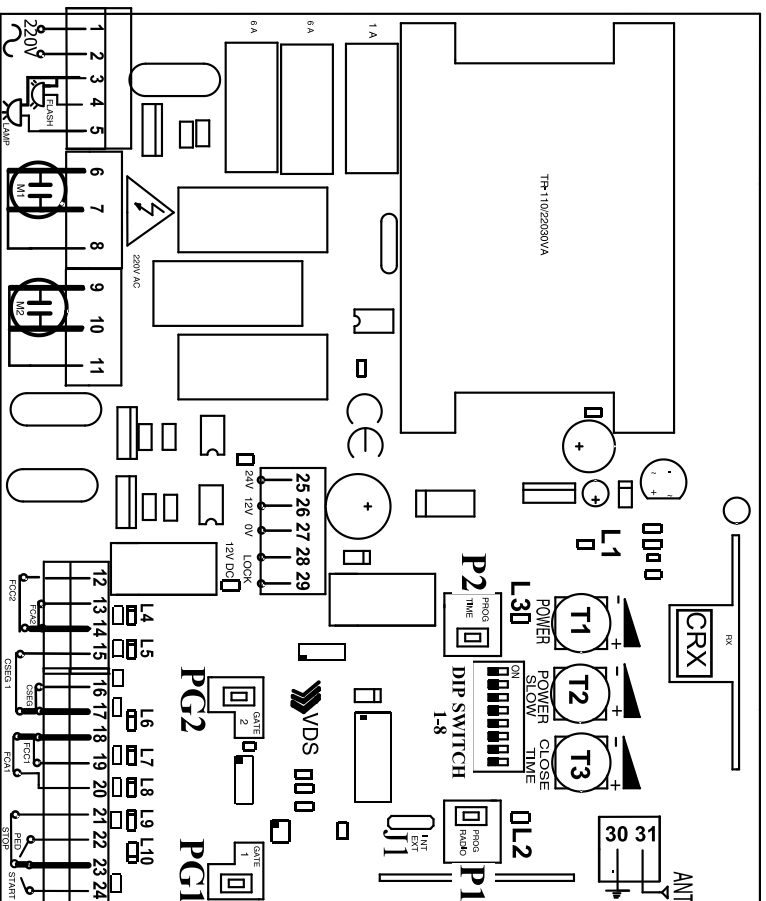 6 A
6 A
1 A
1
2
3
4
5
220V
FLASH
LAMP
6
7
8
M1
220V AC
9
10
11
M2
TR 110/22030VA
25
26
27
28
29
24V
12V
0V
LOCK
12V DC
+
+
+
-
~
~
+
L1
RX
CRX
P2
PROG
TIME
L3
POWER
T1
-
+
POWER
SLOW
T2
-
+
CLOSE
TIME
T3
-
+
DIP SWITCH
1-8
ON
12
13
14
15
16
17
18
19
20
21
22
23
24
FCC2
FCA2
CSEG 1
CSEG
FCC1
FCA1
PED
STOP
START
L4
L5
L6
L7
L8
L9
L10
PG2
GATE
2
VDS
PG1
GATE
1
J1
INT
EXT
P1
PROG
RADIO
L2
30 31
-
ANT